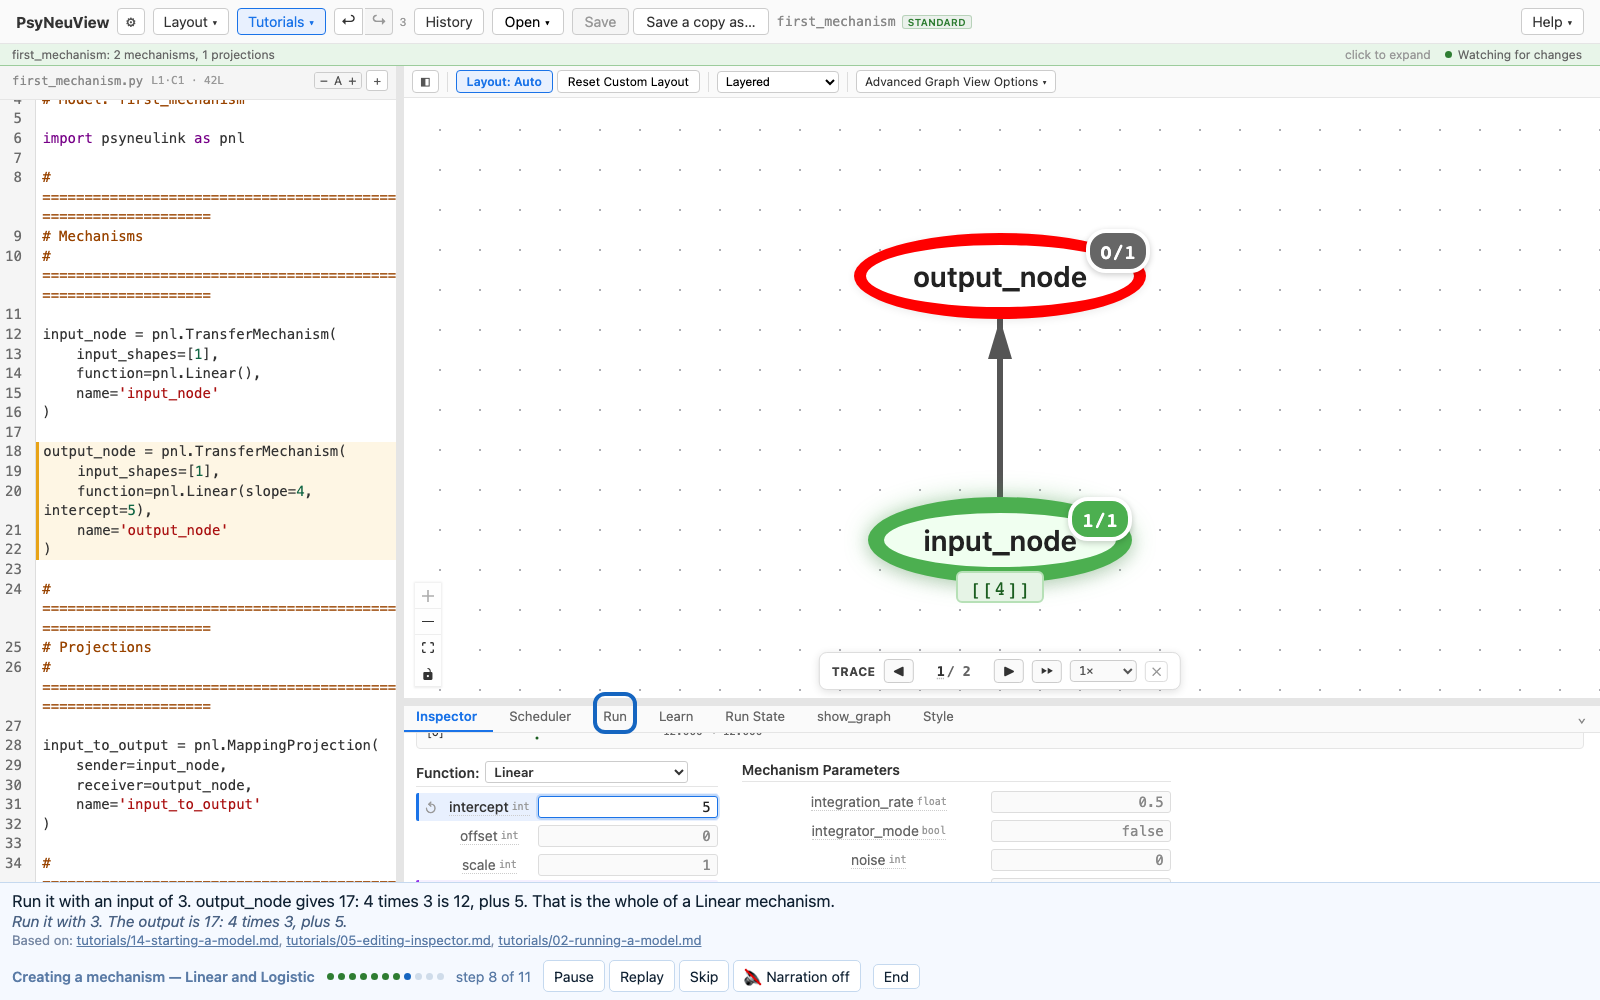 PsyNeuView ⚙ Layout ▾ Tutorials ▾ ↩ ↪ 3 History Open ▾ Save Save a copy as... first_mechanism STANDARD Help ▾
first_mechanism: 2 mechanisms, 1 projections click to expand ● Watching for changes
first_mechanism.py L1·C1 · 42L − A + +
Layout: Auto Reset Custom Layout Layered Advanced Graph View Options ▾
4 # Model: first_mechanism
5
6 import psyneulink as pnl
7
8 #
==========================================
====================
9 # Mechanisms
10 #
==========================================
====================
11
12 input_node = pnl.TransferMechanism(
13 input_shapes=[1],
14 function=pnl.Linear(),
15 name='input_node'
16 )
17
18 output_node = pnl.TransferMechanism(
19 input_shapes=[1],
20 function=pnl.Linear(slope=4,
intercept=5),
21 name='output_node'
22 )
23
24 #
==========================================
====================
25 # Projections
26 #
==========================================
====================
27
28 input_to_output = pnl.MappingProjection(
29 sender=input_node,
30 receiver=output_node,
31 name='input_to_output'
32 )
33
34 #
0/1
output_node
1/1
input_node
[[4]]
TRACE ◀ 1 / 2 ▶ ▸▸ 1× ×
Inspector Scheduler Run Learn Run State show_graph Style
Function: Linear
intercept int 5
offset int 0
scale int 1
Mechanism Parameters
integration_rate float 0.5
integrator_mode bool false
noise int 0
Run it with an input of 3. output_node gives 17: 4 times 3 is 12, plus 5. That is the whole of a Linear mechanism.
Run it with 3. The output is 17: 4 times 3, plus 5.
Based on: tutorials/14-starting-a-model.md, tutorials/05-editing-inspector.md, tutorials/02-running-a-model.md
Creating a mechanism — Linear and Logistic step 8 of 11 Pause Replay Skip Narration off End